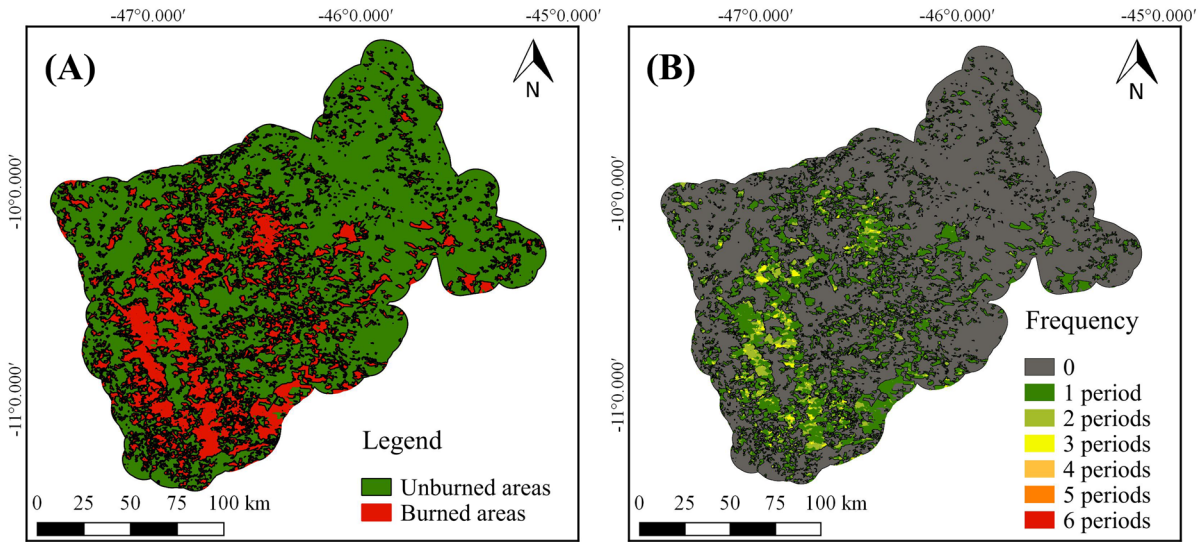 -47°0.000′ -46°0.000′ -45°0.000′
(A)
N
-10°0.000′
-11°0.000′
Legend
Unburned areas
Burned areas
0 25 50 75 100 km
-47°0.000′ -46°0.000′ -45°0.000′
(B)
N
-10°0.000′
-11°0.000′
Frequency
0
1 period
2 periods
3 periods
4 periods
5 periods
6 periods
0 25 50 75 100 km